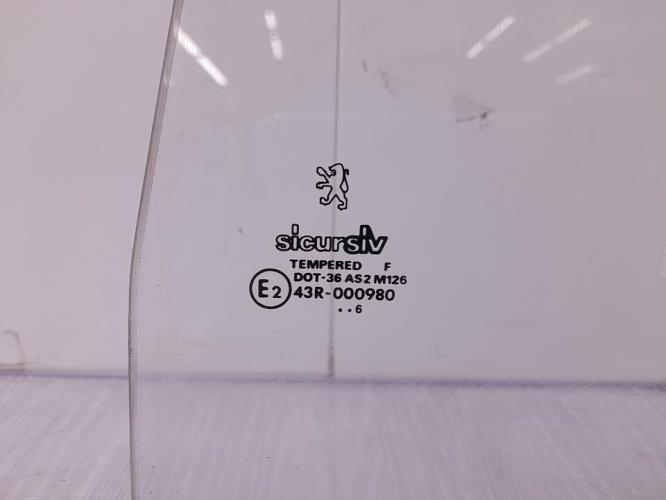 sicursiv
TEMPERED F
DOT-36 AS2 M126
E2 43R-000980
..6